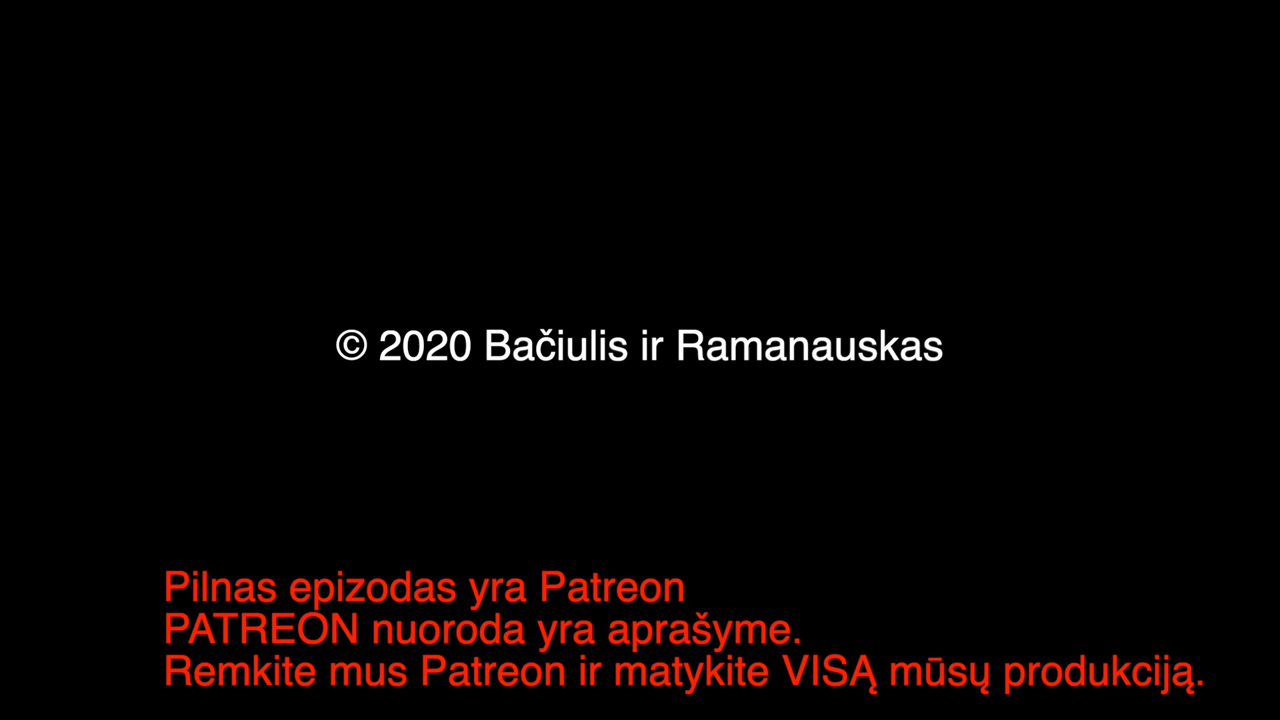 © 2020 Bačiulis ir Ramanauskas
Pilnas epizodas yra Patreon
PATREON nuoroda yra aprašyme.
Remkite mus Patreon ir matykite VISĄ mūsų produkciją.